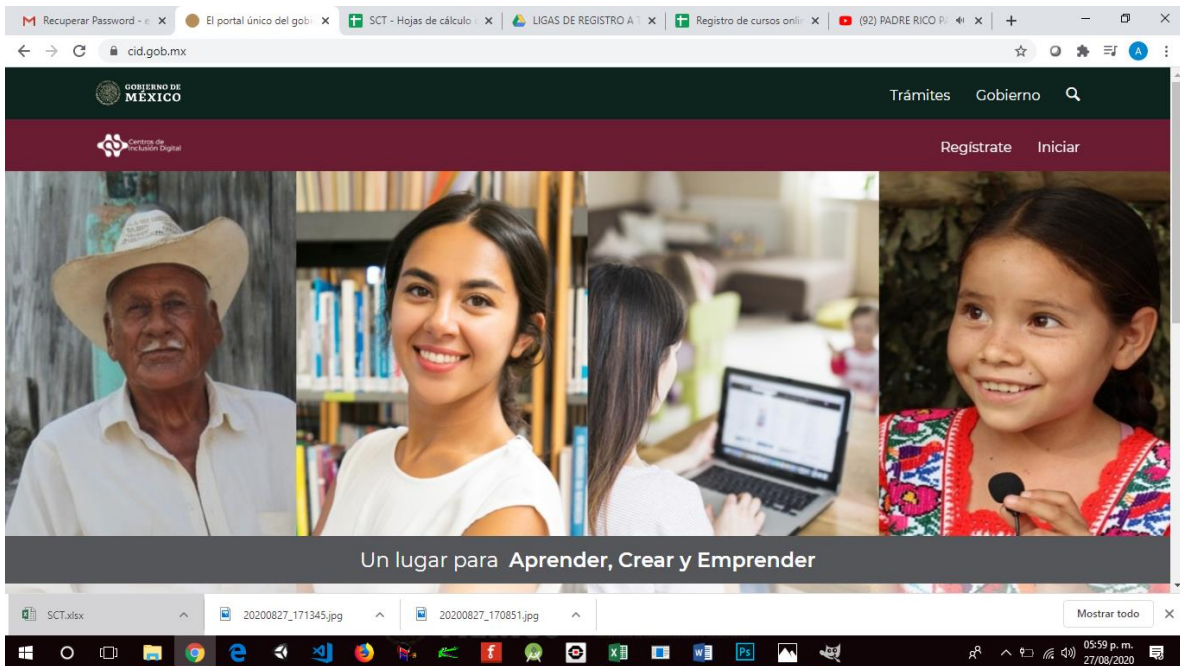 Recuperar Password - e
El portal único del gobi
SCT - Hojas de cálculo
LIGAS DE REGISTRO A
Registro de cursos onlin
(92) PADRE RICO
cid.gob.mx
A
GOBIERNO DE
MÉXICO
Trámites Gobierno
Centros de
Inclusión Digital
Regístrate Iniciar
Un lugar para Aprender, Crear y Emprender
SCT.xlsx
20200827_171345.jpg
20200827_170851.jpg
Mostrar todo
Ps
05:59 p. m.
27/08/2020